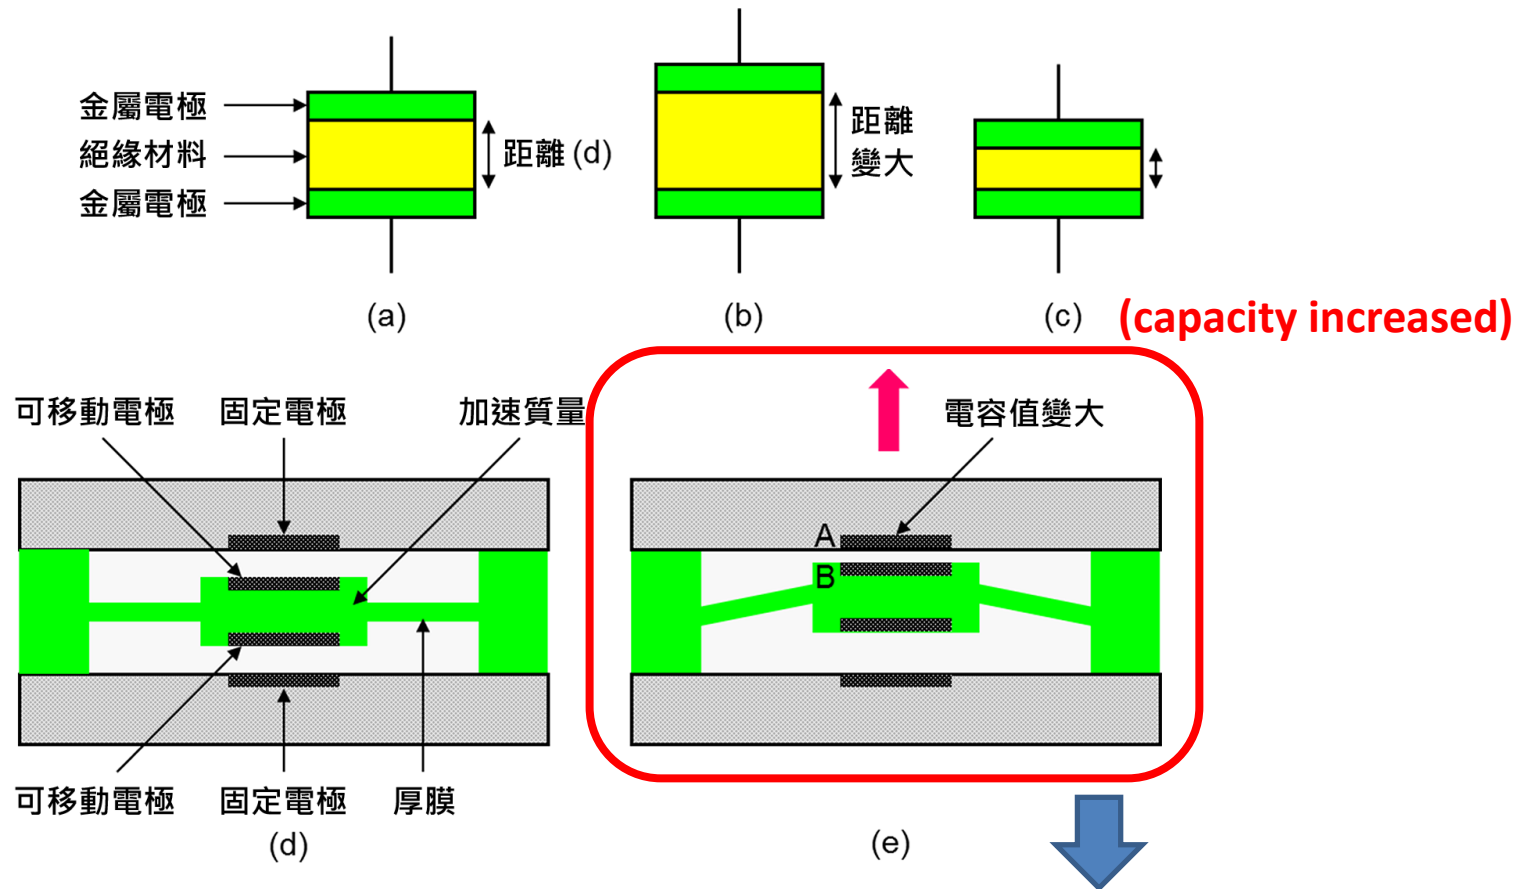 金屬電極
絕緣材料
金屬電極
距離 (d)
距離
變大
(a)
(b)
(c)
(capacity increased)
可移動電極
固定電極
加速質量
電容值變大
A
B
可移動電極
固定電極
厚膜
(d)
(e)